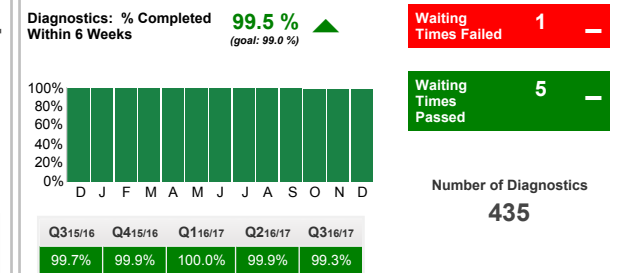 Diagnostics: % Completed
Within 6 Weeks
99.5 %
(goal: 99.0 %)
Waiting
Times Failed
1
Waiting
Times
Passed
5
100%
80%
60%
40%
20%
0%
D J F M A M J J A S O N D
Number of Diagnostics
435
Q315/16 Q415/16 Q116/17 Q216/17 Q316/17
99.7% 99.9% 100.0% 99.9% 99.3%